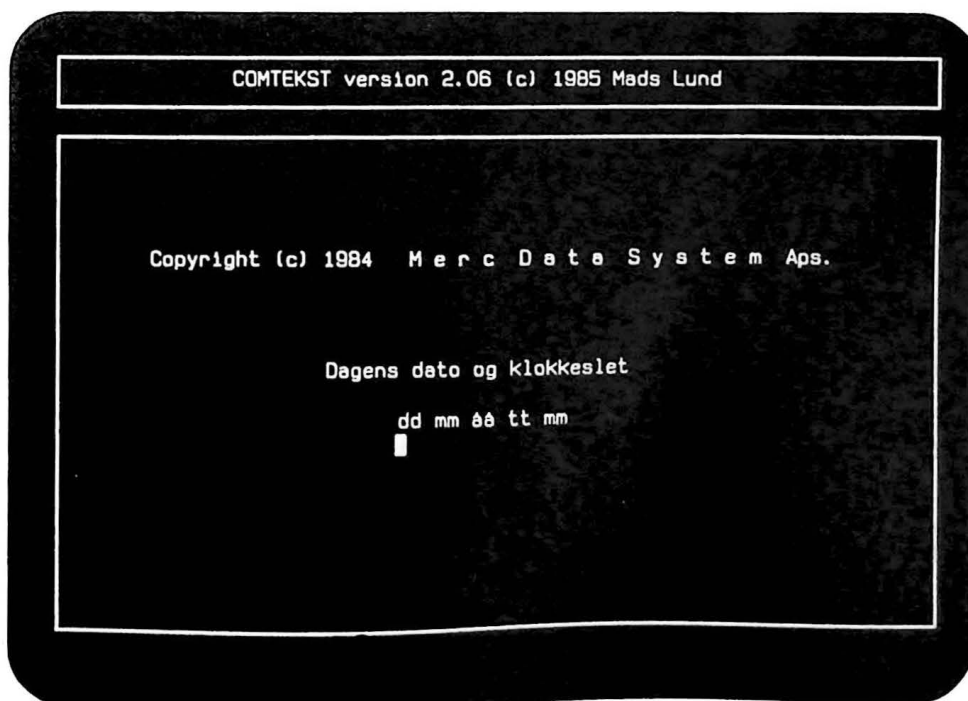 COMTEKST version 2.06 (c) 1985 Mads Lund
Copyright (c) 1984 M e r c D a t a S y s t e m Aps.
Dagens dato og klokkeslet
dd mm åå tt mm